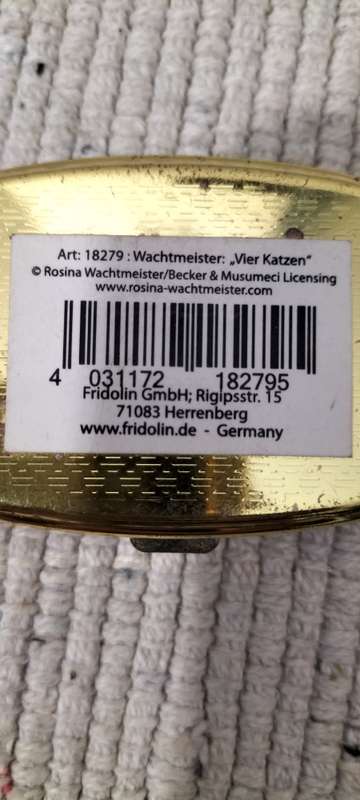 Art: 18279 : Wachtmeister: „Vier Katzen“
© Rosina Wachtmeister/Becker & Musumeci Licensing
www.rosina-wachtmeister.com
4 031172 182795
Fridolin GmbH; Rigipsstr. 15
71083 Herrenberg
www.fridolin.de - Germany